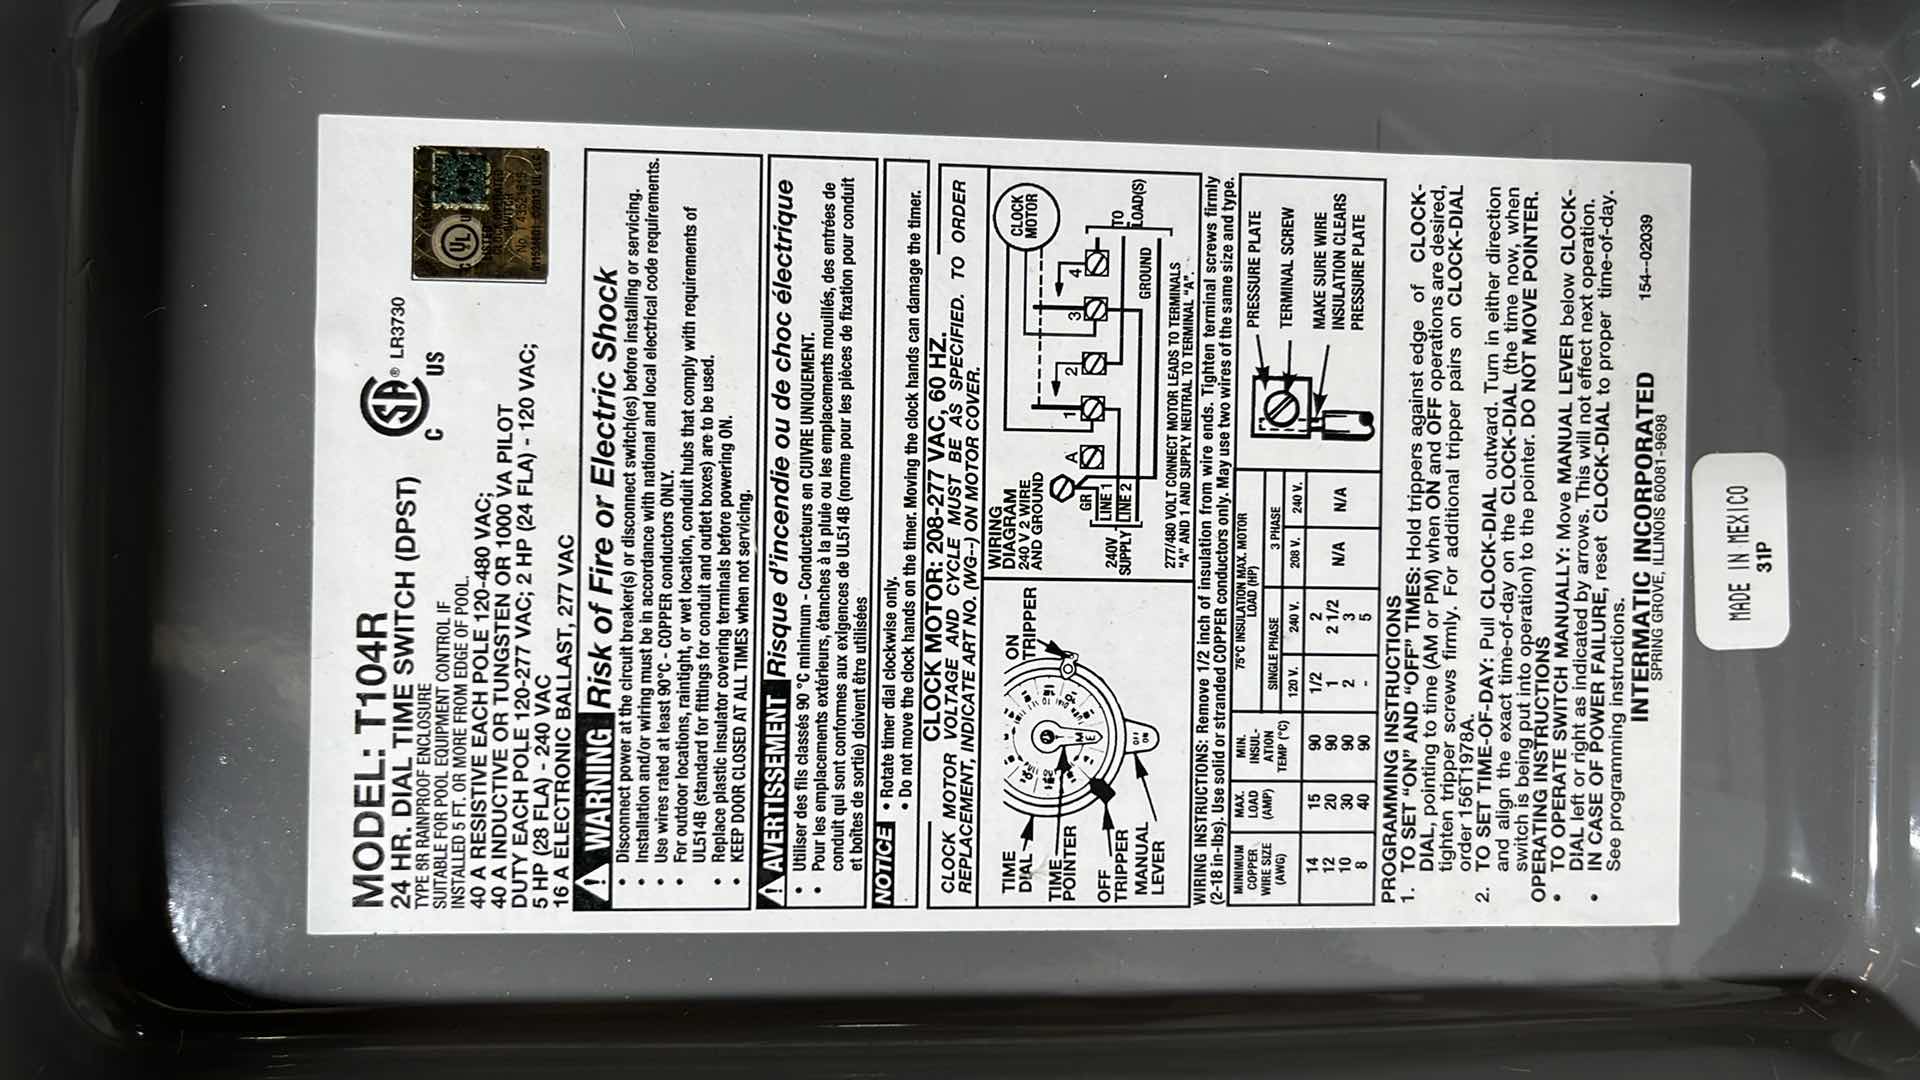 MODEL: T104R
24 HR. DIAL TIME SWITCH (DPST)
TYPE 3R RAINPROOF ENCLOSURE
SUITABLE FOR POOL EQUIPMENT CONTROL IF
INSTALLED 5 FT. OR MORE FROM EDGE OF POOL.
40 A RESISTIVE EACH POLE 120-480 VAC;
40 A INDUCTIVE OR TUNGSTEN OR 1000 VA PILOT
DUTY EACH POLE 120-277 VAC; 2 HP (24 FLA) - 120 VAC;
5 HP (28 FLA) - 240 VAC
16 A ELECTRONIC BALLAST, 277 VAC
SA ® LR3730
C US
C UL
WARNING Risk of Fire or Electric Shock
• Disconnect power at the circuit breaker(s) or disconnect switch(es) before installing or servicing.
• Installation and/or wiring must be in accordance with national and local electrical code requirements.
• Use wires rated at least 90°C - COPPER conductors ONLY.
• For outdoor locations, raintight, or wet location, conduit hubs that comply with requirements of
UL514B (standard for fittings for conduit and outlet boxes) are to be used.
• Replace plastic insulator covering terminals before powering ON.
• KEEP DOOR CLOSED AT ALL TIMES when not servicing.
AVERTISSEMENT Risque d'incendie ou de choc électrique
• Utiliser des fils classés 90 °C minimum - Conducteurs en CUIVRE UNIQUEMENT.
• Pour les emplacements extérieurs, étanches à la pluie ou les emplacements mouillés, des entrées de
conduit qui sont conformes aux exigences de UL514B (norme pour les pièces de fixation pour conduit
et boîtes de sortie) doivent être utilisées
NOTICE • Rotate timer dial clockwise only.
• Do not move the clock hands on the timer. Moving the clock hands can damage the timer.
CLOCK MOTOR: 208-277 VAC, 60 HZ.
CLOCK MOTOR VOLTAGE AND CYCLE MUST BE AS SPECIFIED. TO ORDER
REPLACEMENT, INDICATE ART NO. (WG--) ON MOTOR COVER.
TIME
DIAL
TIME
POINTER
OFF
TRIPPER
MANUAL
LEVER
ON
TRIPPER
OFF
ON
WIRING
DIAGRAM
240 V 2 WIRE
AND GROUND
CLOCK
MOTOR
GR
A 1 2 3 4
240V
SUPPLY
LINE 1
LINE 2
GROUND
TO
LOAD(S)
277/480 VOLT CONNECT MOTOR LEADS TO TERMINALS
"A" AND 1 AND SUPPLY NEUTRAL TO TERMINAL "A".
WIRING INSTRUCTIONS: Remove 1/2 inch of insulation from wire ends. Tighten terminal screws firmly
(2-18 in-lbs). Use solid or stranded COPPER conductors only. May use two wires of the same size and type.
MINIMUM COPPER WIRE SIZE (AWG)
MAX. LOAD (AMP)
MIN. INSUL-ATION TEMP (°C)
75°C INSULATION MAX. MOTOR LOAD (HP)
SINGLE PHASE 3 PHASE
120 V. 240 V. 208 V. 240 V.
14 15 90 1/2 2
12 20 90 1 2 1/2
10 30 90 2 3
8 40 90 - 5
N/A N/A
PRESSURE PLATE
TERMINAL SCREW
MAKE SURE WIRE
INSULATION CLEARS
PRESSURE PLATE
PROGRAMMING INSTRUCTIONS
1. TO SET "ON" AND "OFF" TIMES: Hold trippers against edge of CLOCK-
DIAL, pointing to time (AM or PM) when ON and OFF operations are desired,
tighten tripper screws firmly. For additional tripper pairs on CLOCK-DIAL
order 156T1978A.
2. TO SET TIME-OF-DAY: Pull CLOCK-DIAL outward. Turn in either direction
and align the exact time-of-day on the CLOCK-DIAL (the time now, when
switch is being put into operation) to the pointer. DO NOT MOVE POINTER.
OPERATING INSTRUCTIONS
• TO OPERATE SWITCH MANUALLY: Move MANUAL LEVER below CLOCK-
DIAL left or right as indicated by arrows. This will not effect next operation.
• IN CASE OF POWER FAILURE, reset CLOCK-DIAL to proper time-of-day.
See programming instructions.
INTERMATIC INCORPORATED
SPRING GROVE, ILLINOIS 60081-9698
154--02039
MADE IN MEXICO
31P